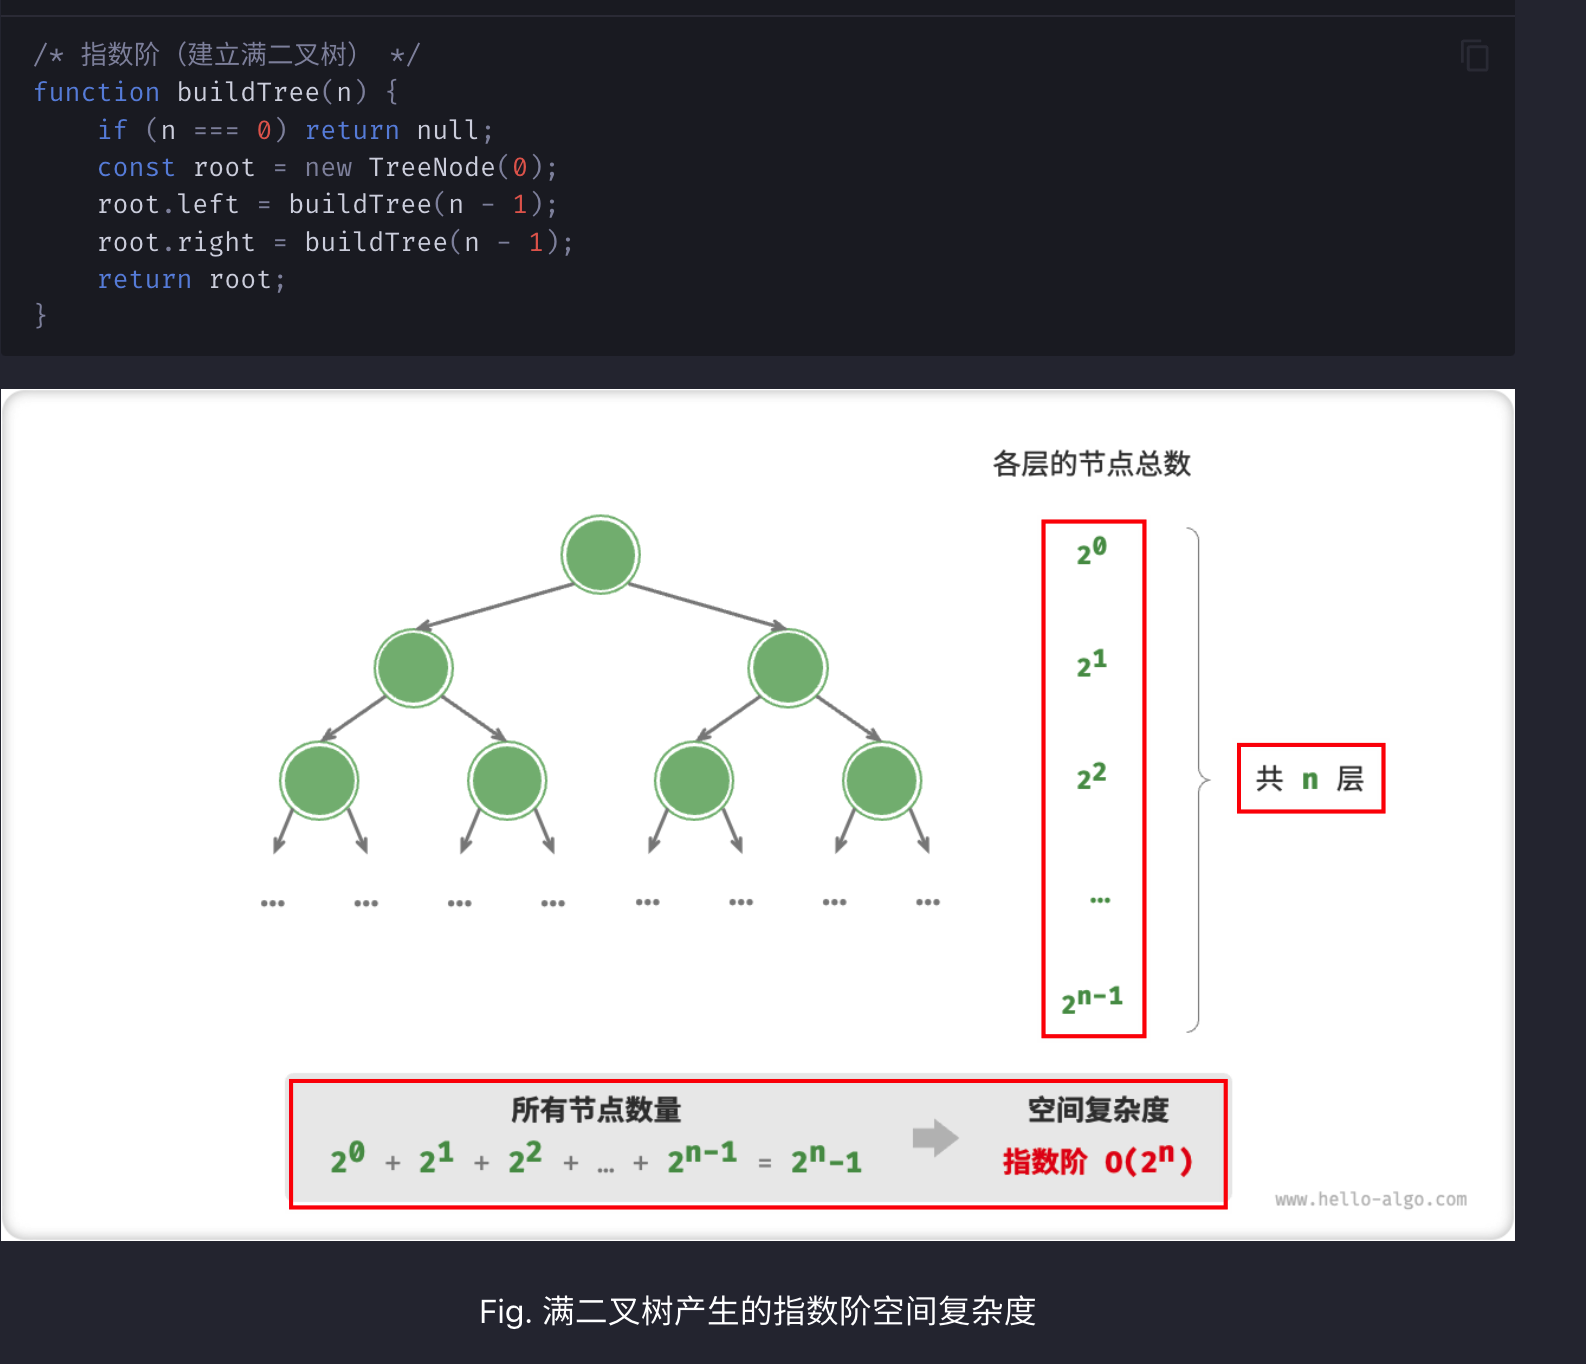 /* 指数阶（建立满二叉树） */
function buildTree(n) {
    if (n === 0) return null;
    const root = new TreeNode(0);
    root.left = buildTree(n - 1);
    root.right = buildTree(n - 1);
    return root;
}
各层的节点总数
2^0
2^1
2^2
…
2^{n-1}
共 n 层
… … … … … … … …
所有节点数量
2^0 + 2^1 + 2^2 + … + 2^{n-1} = 2^n-1
空间复杂度
指数阶 O(2^n)
www.hello-algo.com
Fig. 满二叉树产生的指数阶空间复杂度